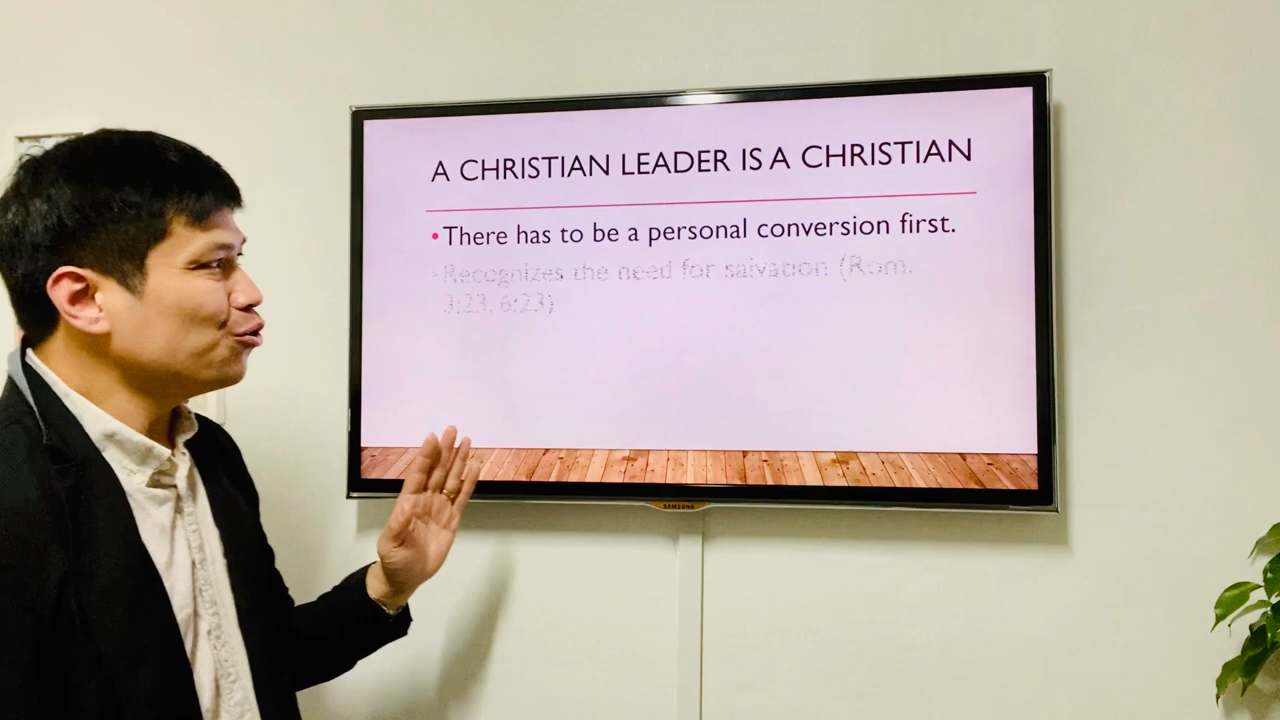 A CHRISTIAN LEADER IS A CHRISTIAN
•There has to be a personal conversion first.
•Recognizes the need for salvation (Rom.
3:23, 6:23)
SAMSUNG